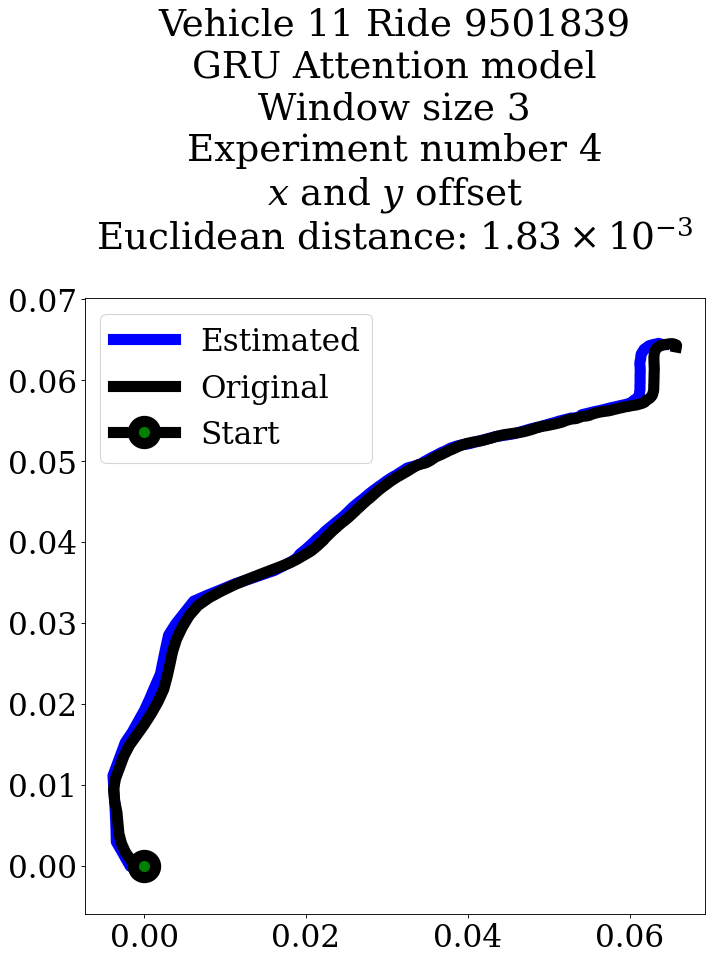 Vehicle 11 Ride 9501839
GRU Attention model
Window size 3
Experiment number 4
x and y offset
Euclidean distance: 1.83 × 10⁻³
0.07
0.06
0.05
0.04
0.03
0.02
0.01
0.00
Estimated
Original
Start
0.00 0.02 0.04 0.06